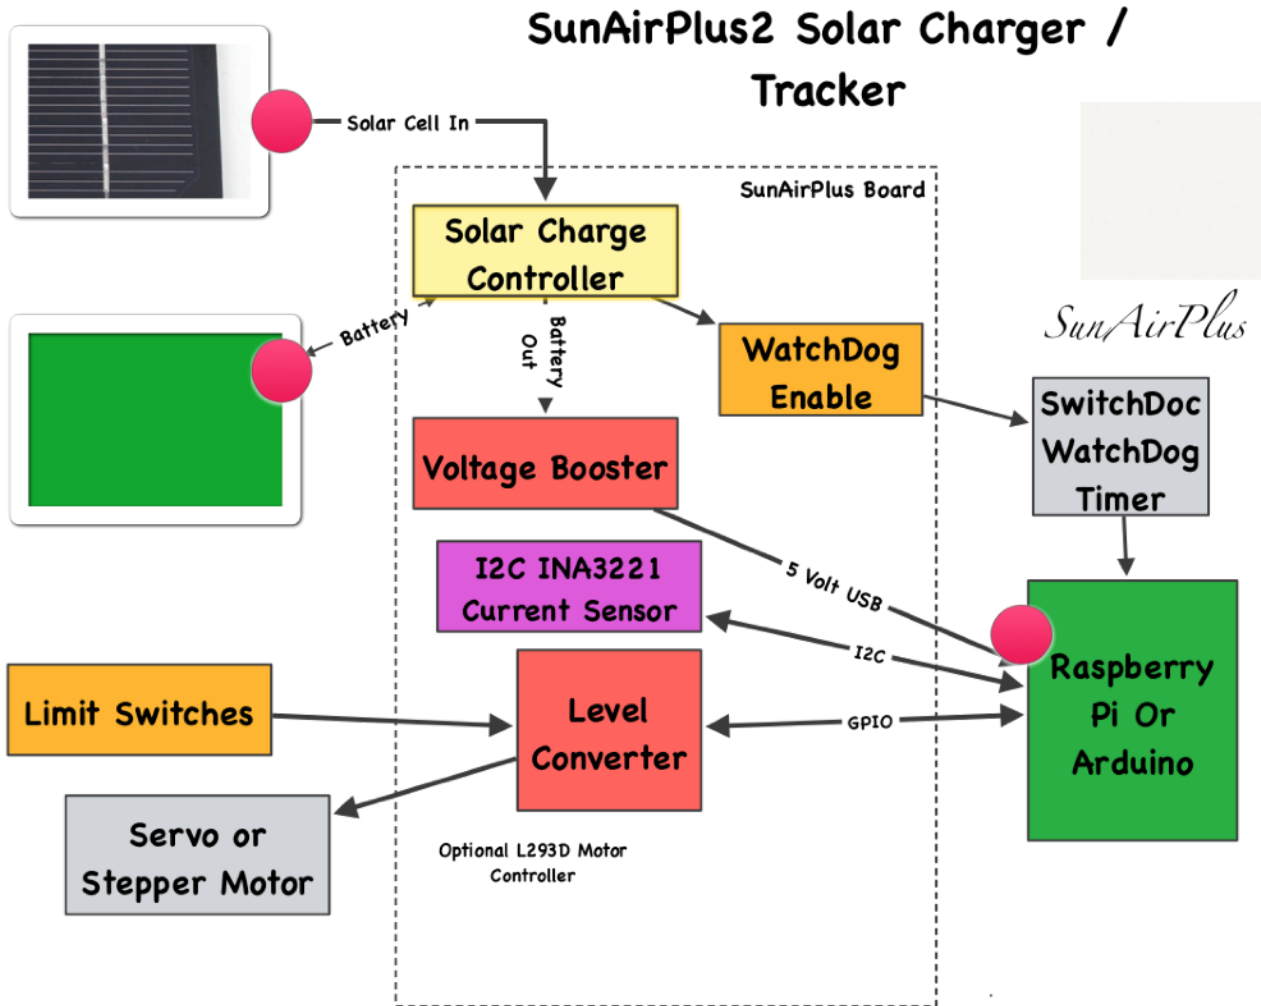 SunAirPlus2 Solar Charger /
Tracker
Solar Cell In
SunAirPlus Board
Solar Charge
Controller
SunAirPlus
Battery
Battery
Out
WatchDog
Enable
SwitchDoc
WatchDog
Timer
Voltage Booster
I2C INA3221
Current Sensor
5 Volt USB
I2C
Raspberry
Pi Or
Arduino
Limit Switches
Level
Converter
GPIO
Servo or
Stepper Motor
Optional L293D Motor
Controller